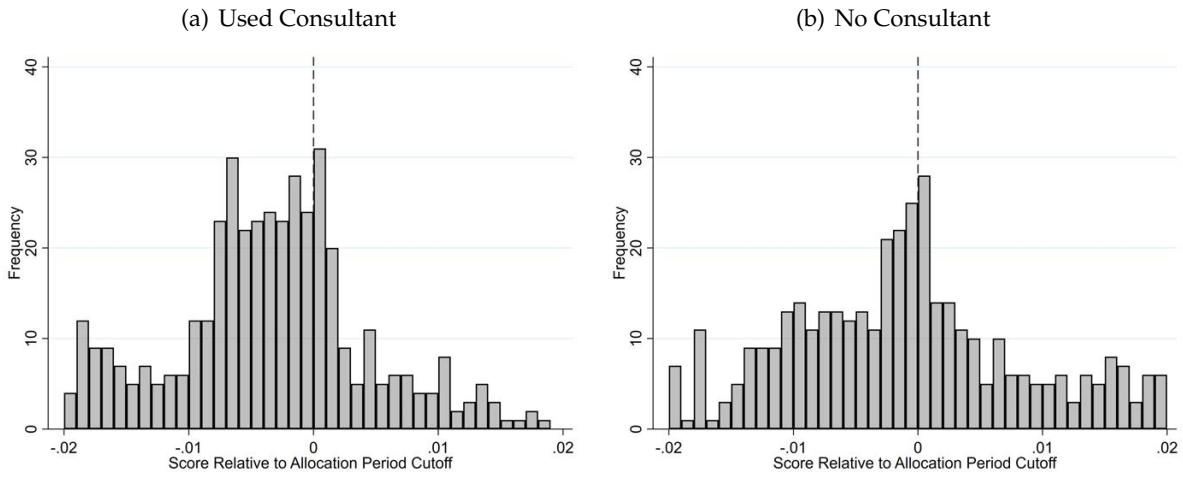 (a) Used Consultant
Frequency
40
30
20
10
0
-.02 -.01 0 .01 .02
Score Relative to Allocation Period Cutoff
(b) No Consultant
Frequency
40
30
20
10
0
-.02 -.01 0 .01 .02
Score Relative to Allocation Period Cutoff